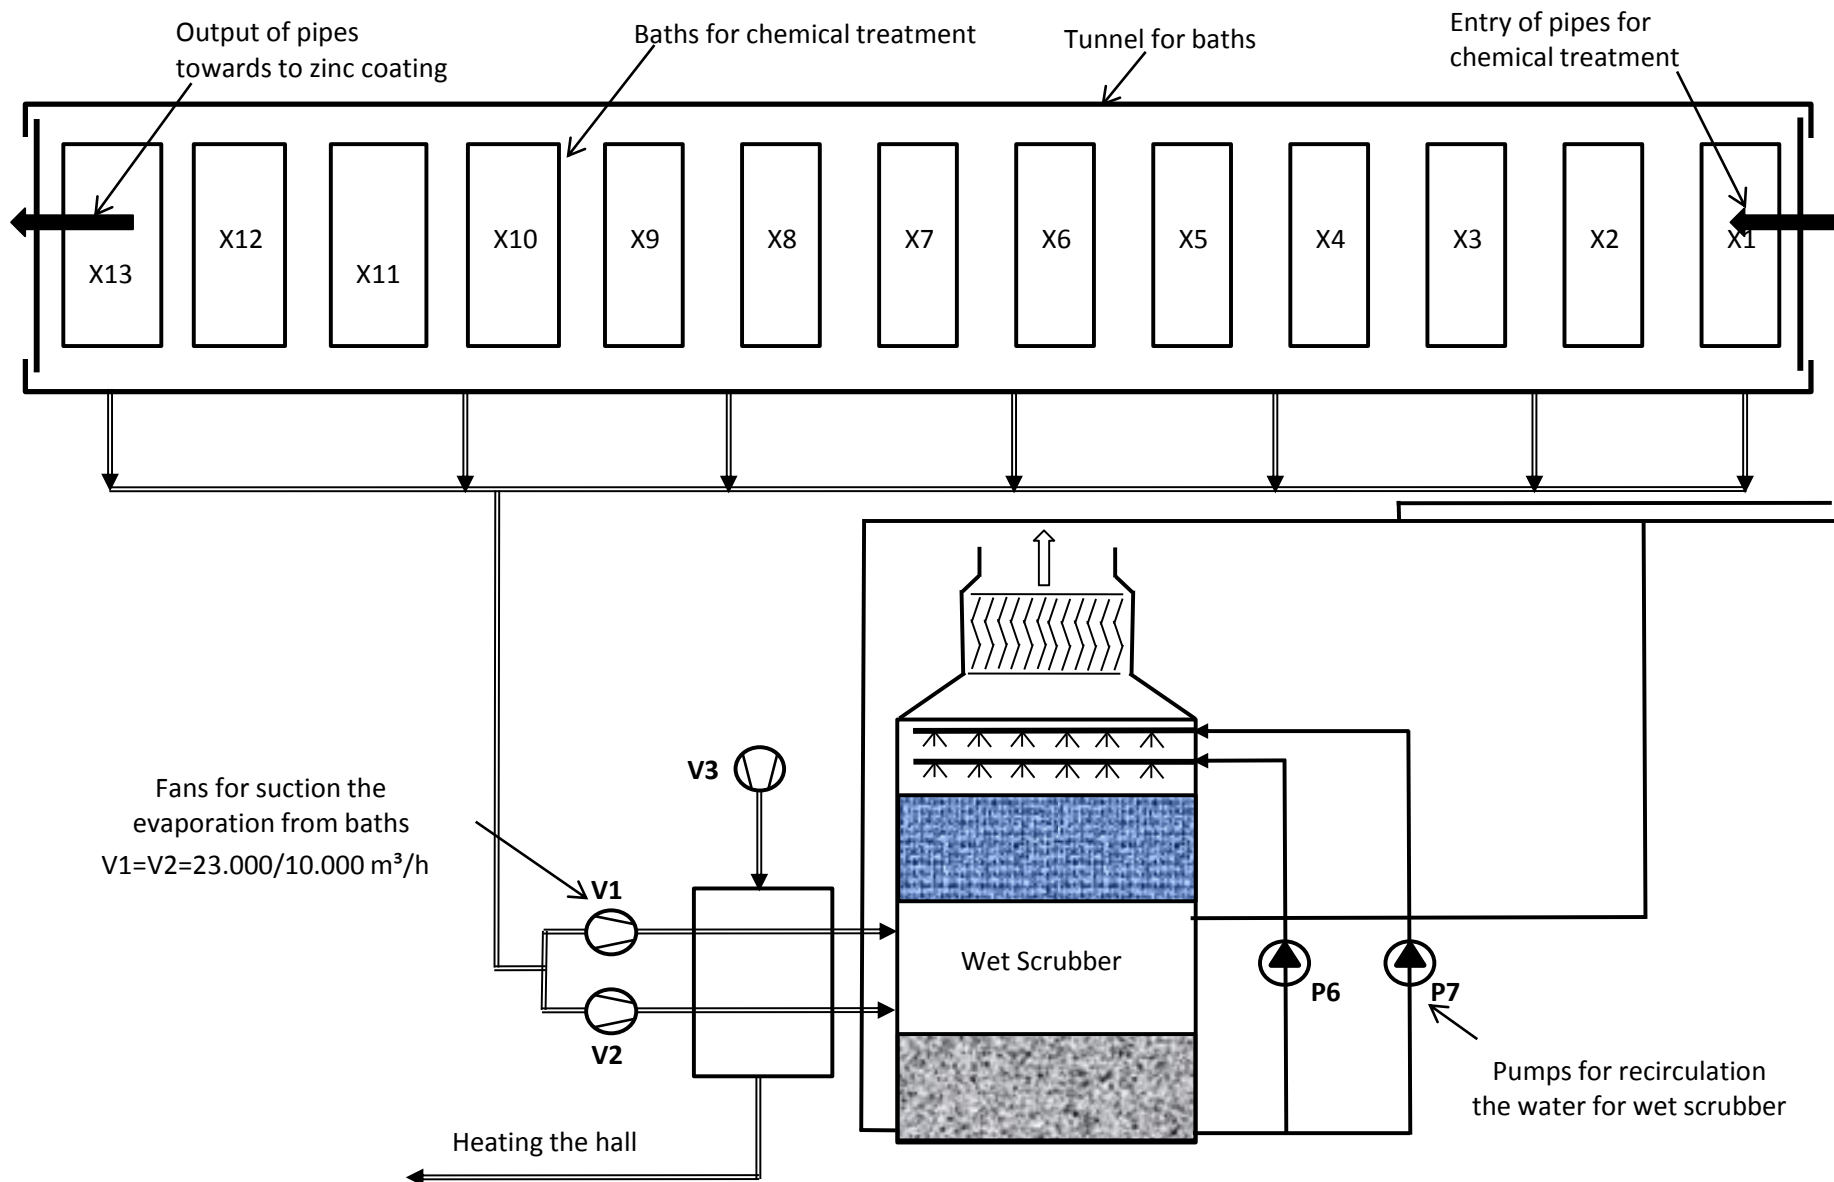 Output of pipes
towards to zinc coating
Baths for chemical treatment
Tunnel for baths
Entry of pipes for
chemical treatment
X13
X12
X11
X10
X9
X8
X7
X6
X5
X4
X3
X2
X1
V3
Fans for suction the
evaporation from baths
V1=V2=23.000/10.000 m³/h
V1
V2
Wet Scrubber
P6
P7
Pumps for recirulation
the water for wet scrubber
Heating the hall